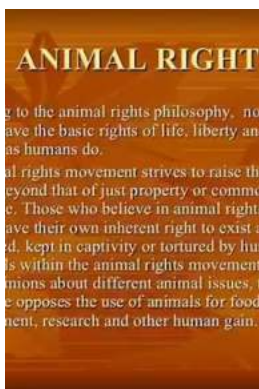 ANIMAL RIGHT
g to the animal rights philosophy, no
ave the basic rights of life, liberty an
as humans do.
al rights movement strives to raise th
eyond that of just property or commo
e. Those who believe in animal right
ave their own inherent right to exist a
ed, kept in captivity or tortured by hu
ls within the animal rights movement
inions about different animal issues,
e opposes the use of animals for food
ment, research and other human gain.